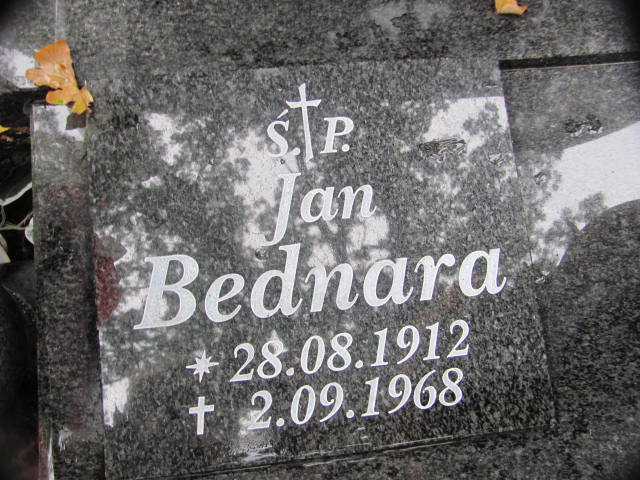 Ś. P.
Jan
Bednara
* 28.08.1912
† 2.09.1968